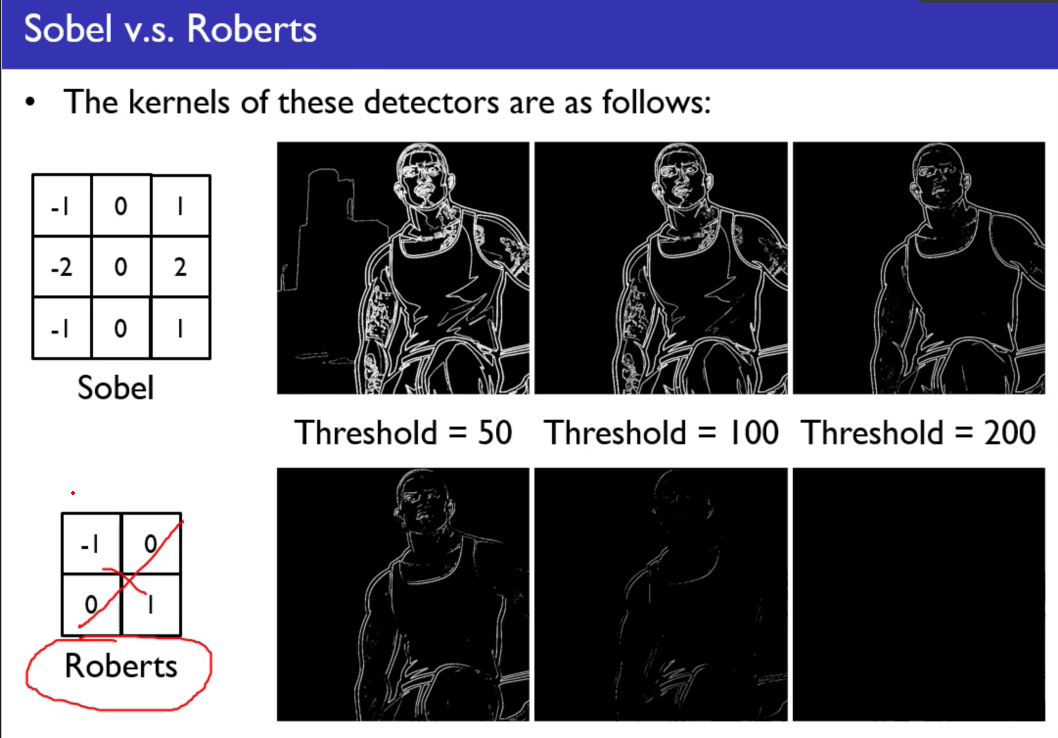 Sobel v.s. Roberts
• The kernels of these detectors are as follows:
-1 0 1
-2 0 2
-1 0 1
Sobel
Threshold = 50 Threshold = 100 Threshold = 200
-1 0
0 1
Roberts